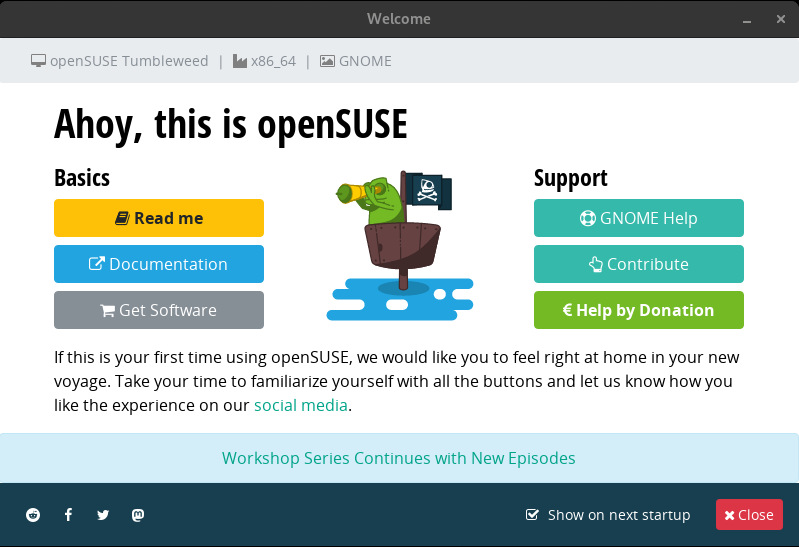 Welcome
openSUSE Tumbleweed | x86_64 | GNOME
Ahoy, this is openSUSE
Basics
Read me
Documentation
Get Software
Support
GNOME Help
Contribute
€ Help by Donation
If this is your first time using openSUSE, we would like you to feel right at home in your new
voyage. Take your time to familiarize yourself with all the buttons and let us know how you
like the experience on our social media.
Workshop Series Continues with New Episodes
Show on next startup
Close